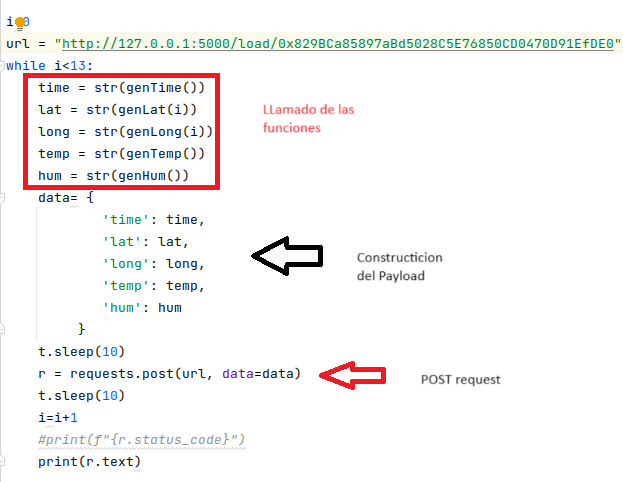 i=0
url = "http://127.0.0.1:5000/load/0x829BCa85897aBd5028C5E76850CD0470D91EfDE0"
while i<13:
time = str(genTime())
lat = str(genLat(i))
long = str(genLong(i))
temp = str(genTemp())
hum = str(genHum())
LLamado de las
funciones
data= {
'time': time,
'lat': lat,
'long': long,
'temp': temp,
'hum': hum
}
Constructicion
del Payload
t.sleep(10)
r = requests.post(url, data=data)
POST request
t.sleep(10)
i=i+1
#print(f"{r.status_code}")
print(r.text)